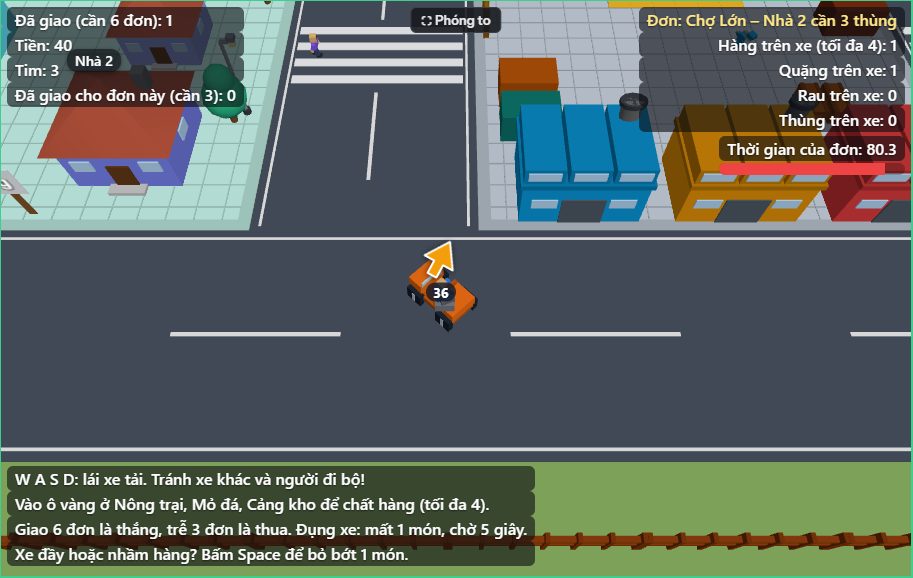 Đã giao (cần 6 đơn): 1
Tiền: 40
Tim: 3
Nhà 2
Đã giao cho đơn này (cần 3): 0
Phóng to
Đơn: Chợ Lớn – Nhà 2 cần 3 thùng
Hàng trên xe (tối đa 4): 1
Quặng trên xe: 1
Rau trên xe: 0
Thùng trên xe: 0
Thời gian của đơn: 80.3
36
W A S D: lái xe tải. Tránh xe khác và người đi bộ!
Vào ô vàng ở Nông trại, Mỏ đá, Cảng kho để chất hàng (tối đa 4).
Giao 6 đơn là thắng, trễ 3 đơn là thua. Đụng xe: mất 1 món, chờ 5 giây.
Xe đầy hoặc nhầm hàng? Bấm Space để bỏ bớt 1 món.